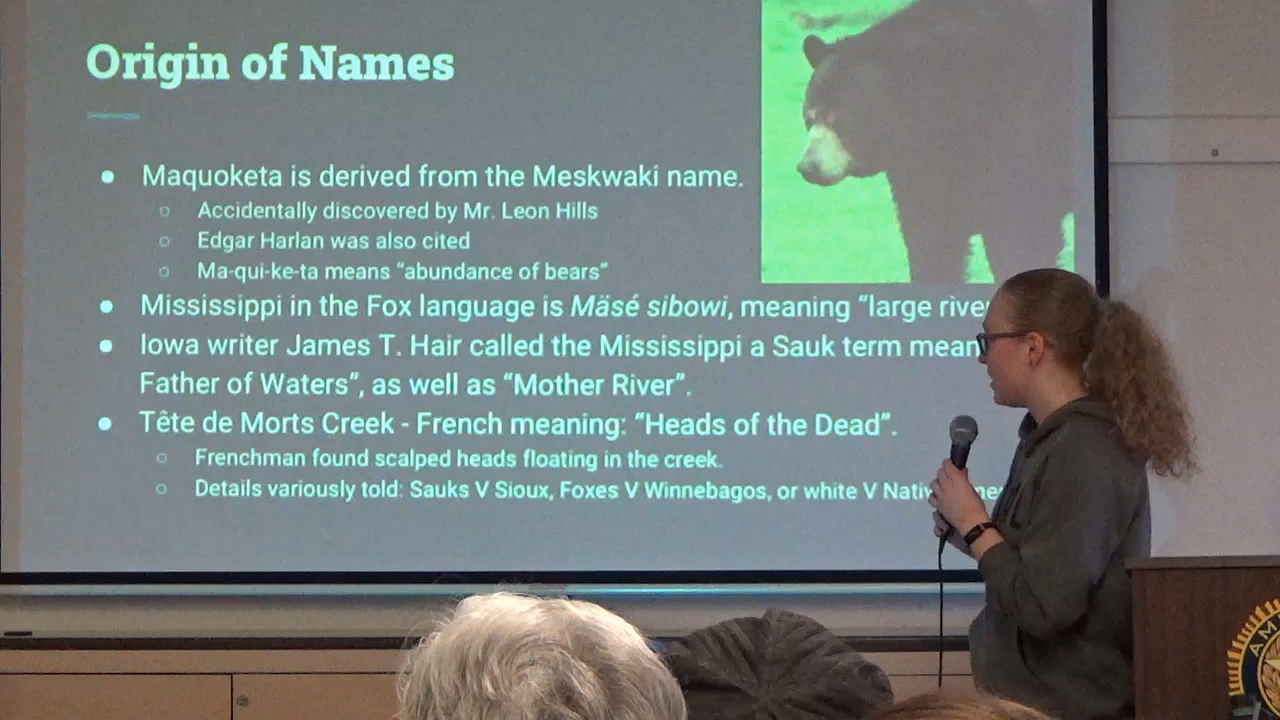 Origin of Names
Maquoketa is derived from the Meskwaki name.
Accidentally discovered by Mr. Leon Hills
Edgar Harlan was also cited
Ma-qui-ke-ta means “abundance of bears”
Mississippi in the Fox language is Mäsé sibowi, meaning “large river
Iowa writer James T. Hair called the Mississippi a Sauk term mean
Father of Waters”, as well as “Mother River”.
Tête de Morts Creek - French meaning: “Heads of the Dead”.
Frenchman found scalped heads floating in the creek.
Details variously told: Sauks V Sioux, Foxes V Winnebagos, or white V